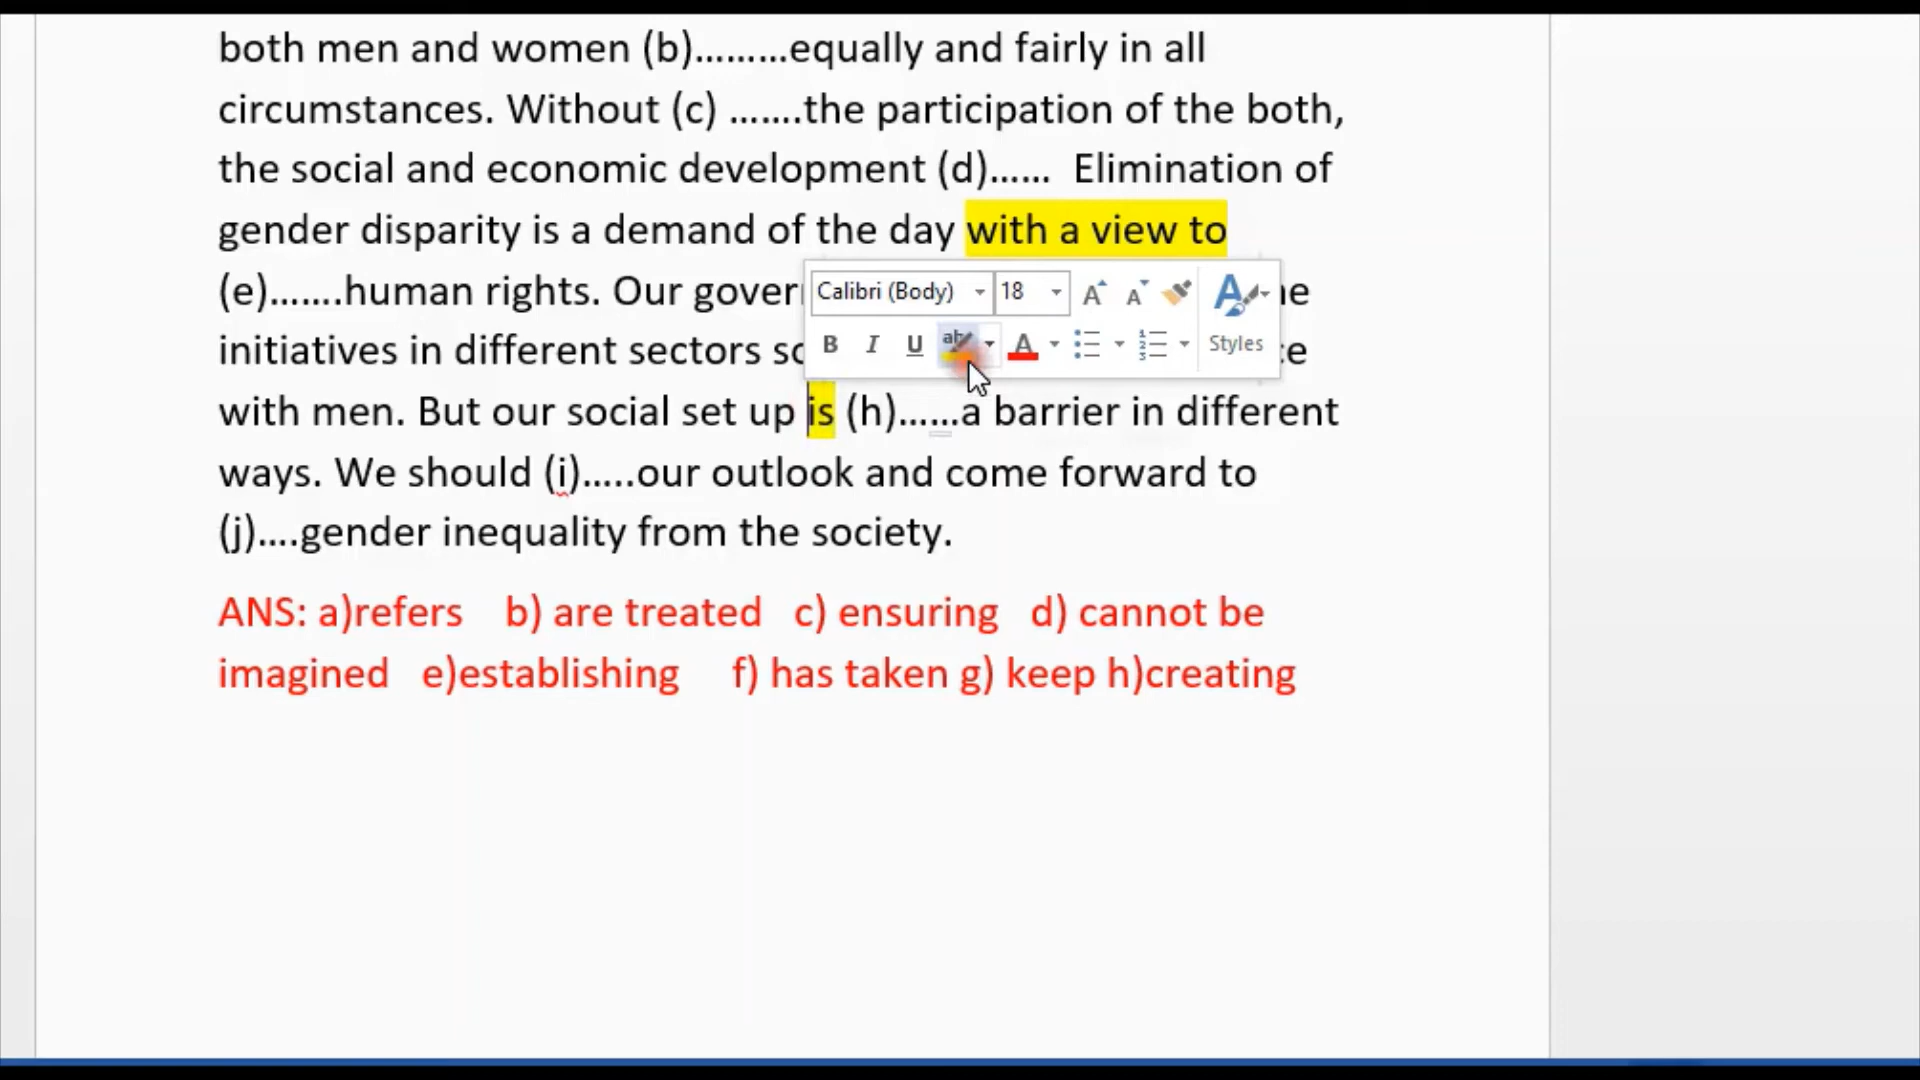 both men and women (b)………equally and fairly in all
circumstances. Without (c) …….the participation of the both,
the social and economic development (d)…… Elimination of
gender disparity is a demand of the day with a view to
(e)…….human rights. Our
initiatives in different sectors
with men. But our social set up is (h)……a barrier in different
ways. We should (i)…..our outlook and come forward to
(j)….gender inequality from the society.
Calibri (Body) 18
B I U Styles
ANS: a)refers b) are treated c) ensuring d) cannot be
imagined e)establishing f) has taken g) keep h)creating